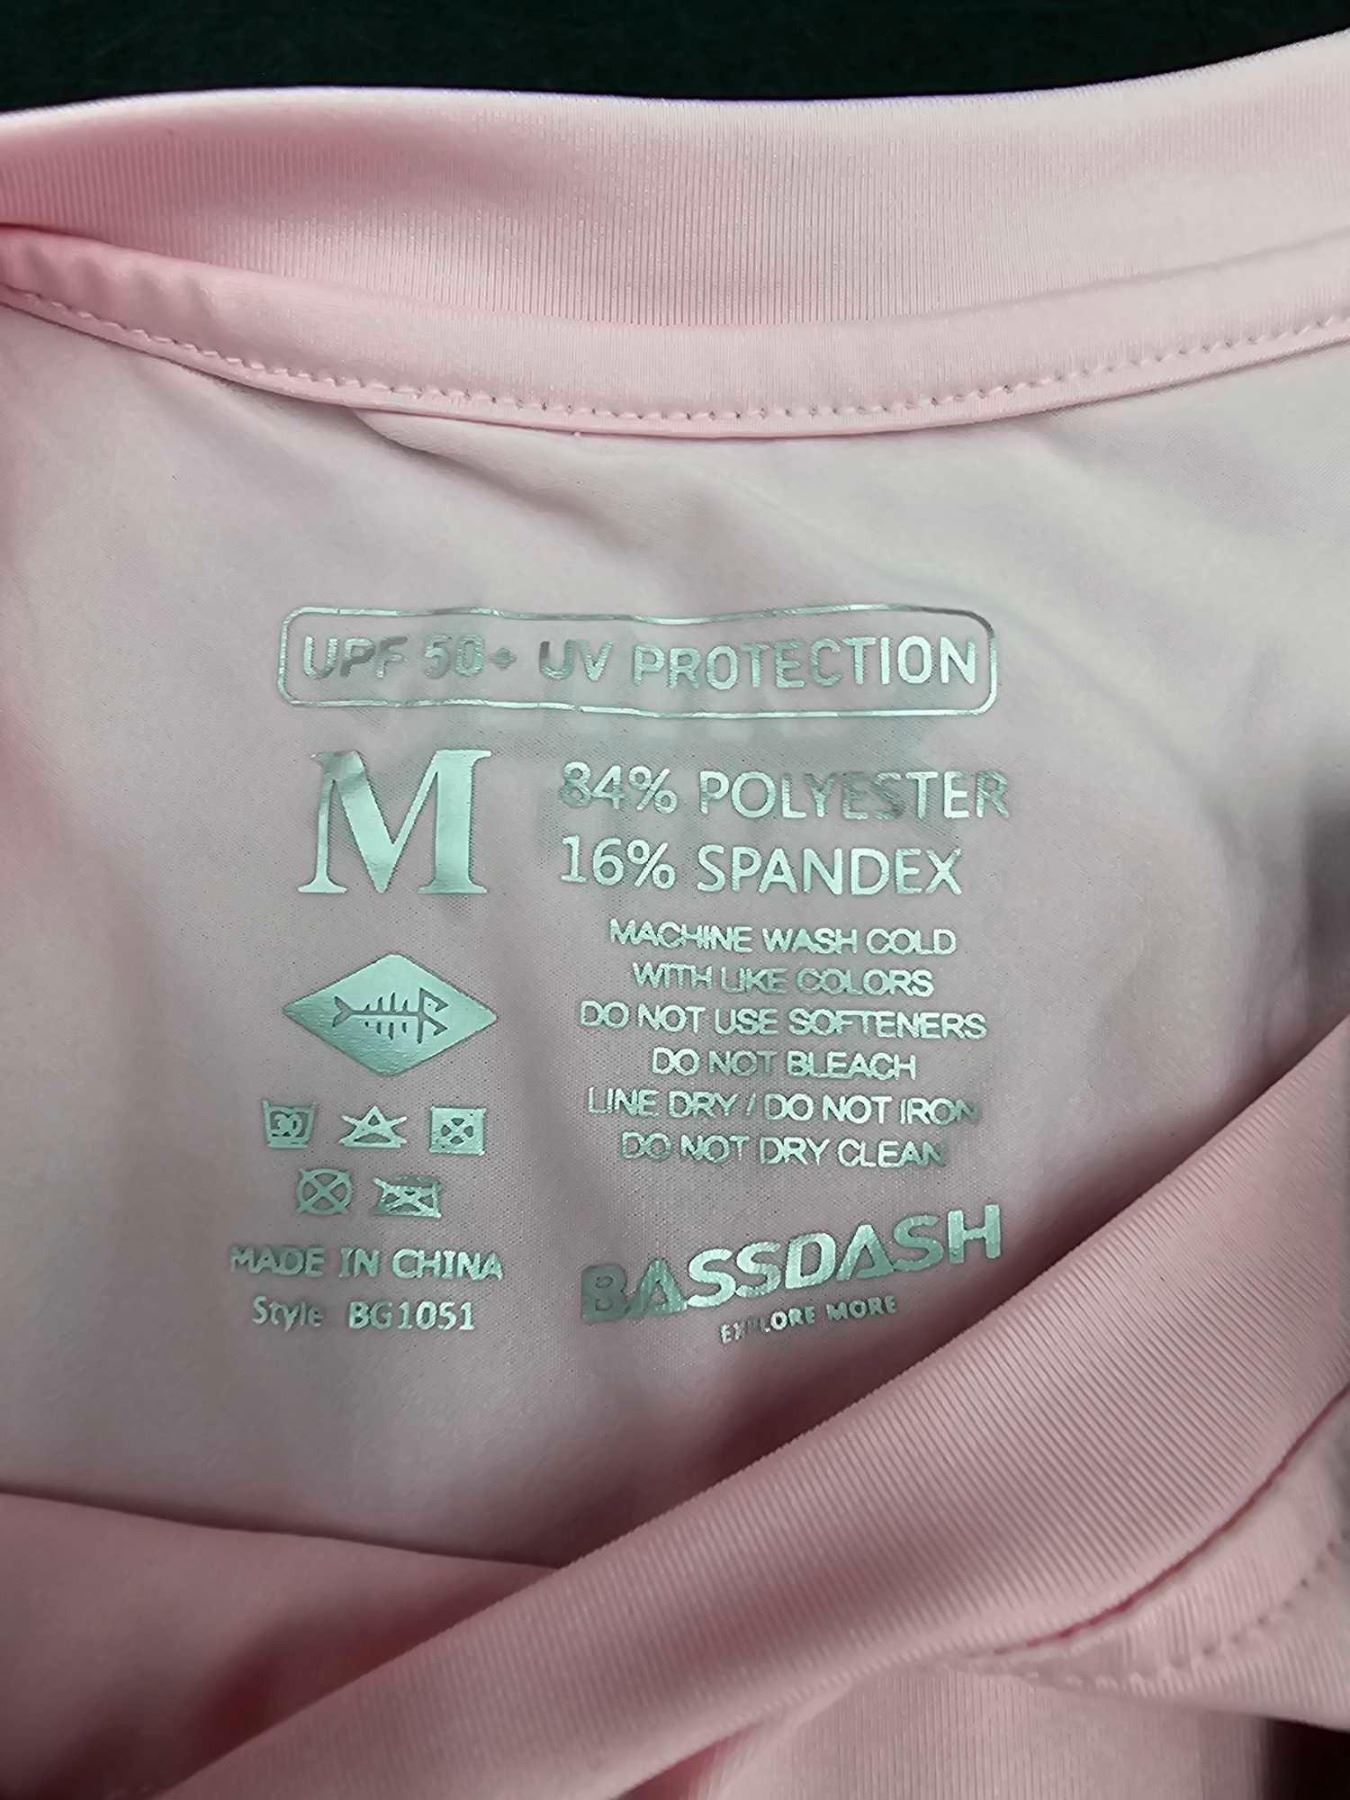 UPF 50+ UV PROTECTION
M
84% POLYESTER
16% SPANDEX
MACHINE WASH COLD
WITH LIKE COLORS
DO NOT USE SOFTENERS
DO NOT BLEACH
LINE DRY / DO NOT IRON
DO NOT DRY CLEAN
30
MADE IN CHINA
Style BG1051
BASSDASH
EXPLORE MORE